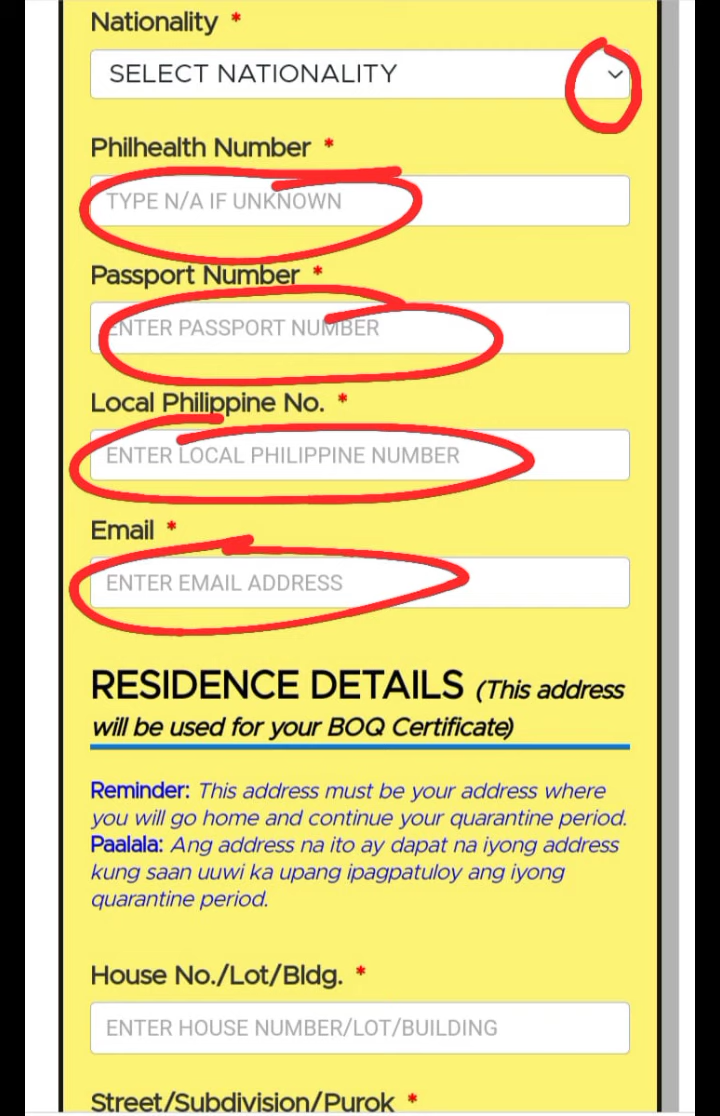 Nationality *
SELECT NATIONALITY
Philhealth Number *
TYPE N/A IF UNKNOWN
Passport Number *
ENTER PASSPORT NUMBER
Local Philippine No. *
ENTER LOCAL PHILIPPINE NUMBER
Email *
ENTER EMAIL ADDRESS
RESIDENCE DETAILS (This address
will be used for your BOQ Certificate)
Reminder: This address must be your address where
you will go home and continue your quarantine period.
Paalala: Ang address na ito ay dapat na iyong address
kung saan uuwi ka upang ipagpatuloy ang iyong
quarantine period.
House No./Lot/Bldg. *
ENTER HOUSE NUMBER/LOT/BUILDING
Street/Subdivision/Purok *